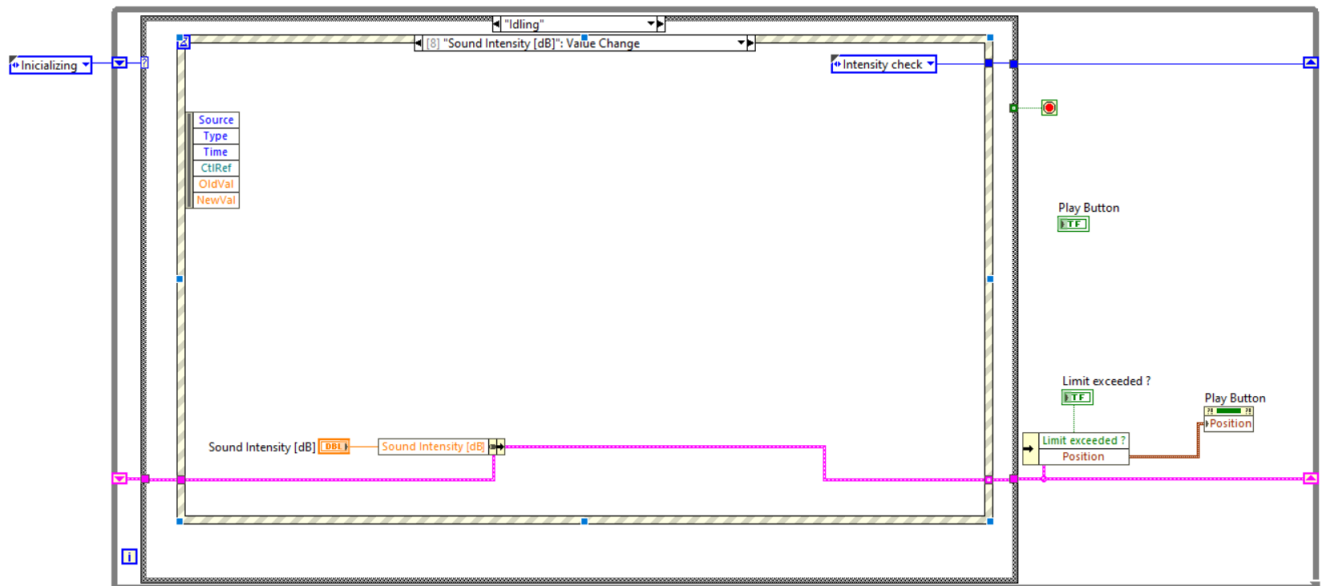 "Idling"
[8] "Sound Intensity [dB]": Value Change
Inicializing
Intensity check
Source
Type
Time
CtlRef
OldVal
NewVal
Play Button
TF
Limit exceeded ?
TF
Play Button
Position
Limit exceeded ?
Position
Sound Intensity [dB]
DBL
Sound Intensity [dB]
i